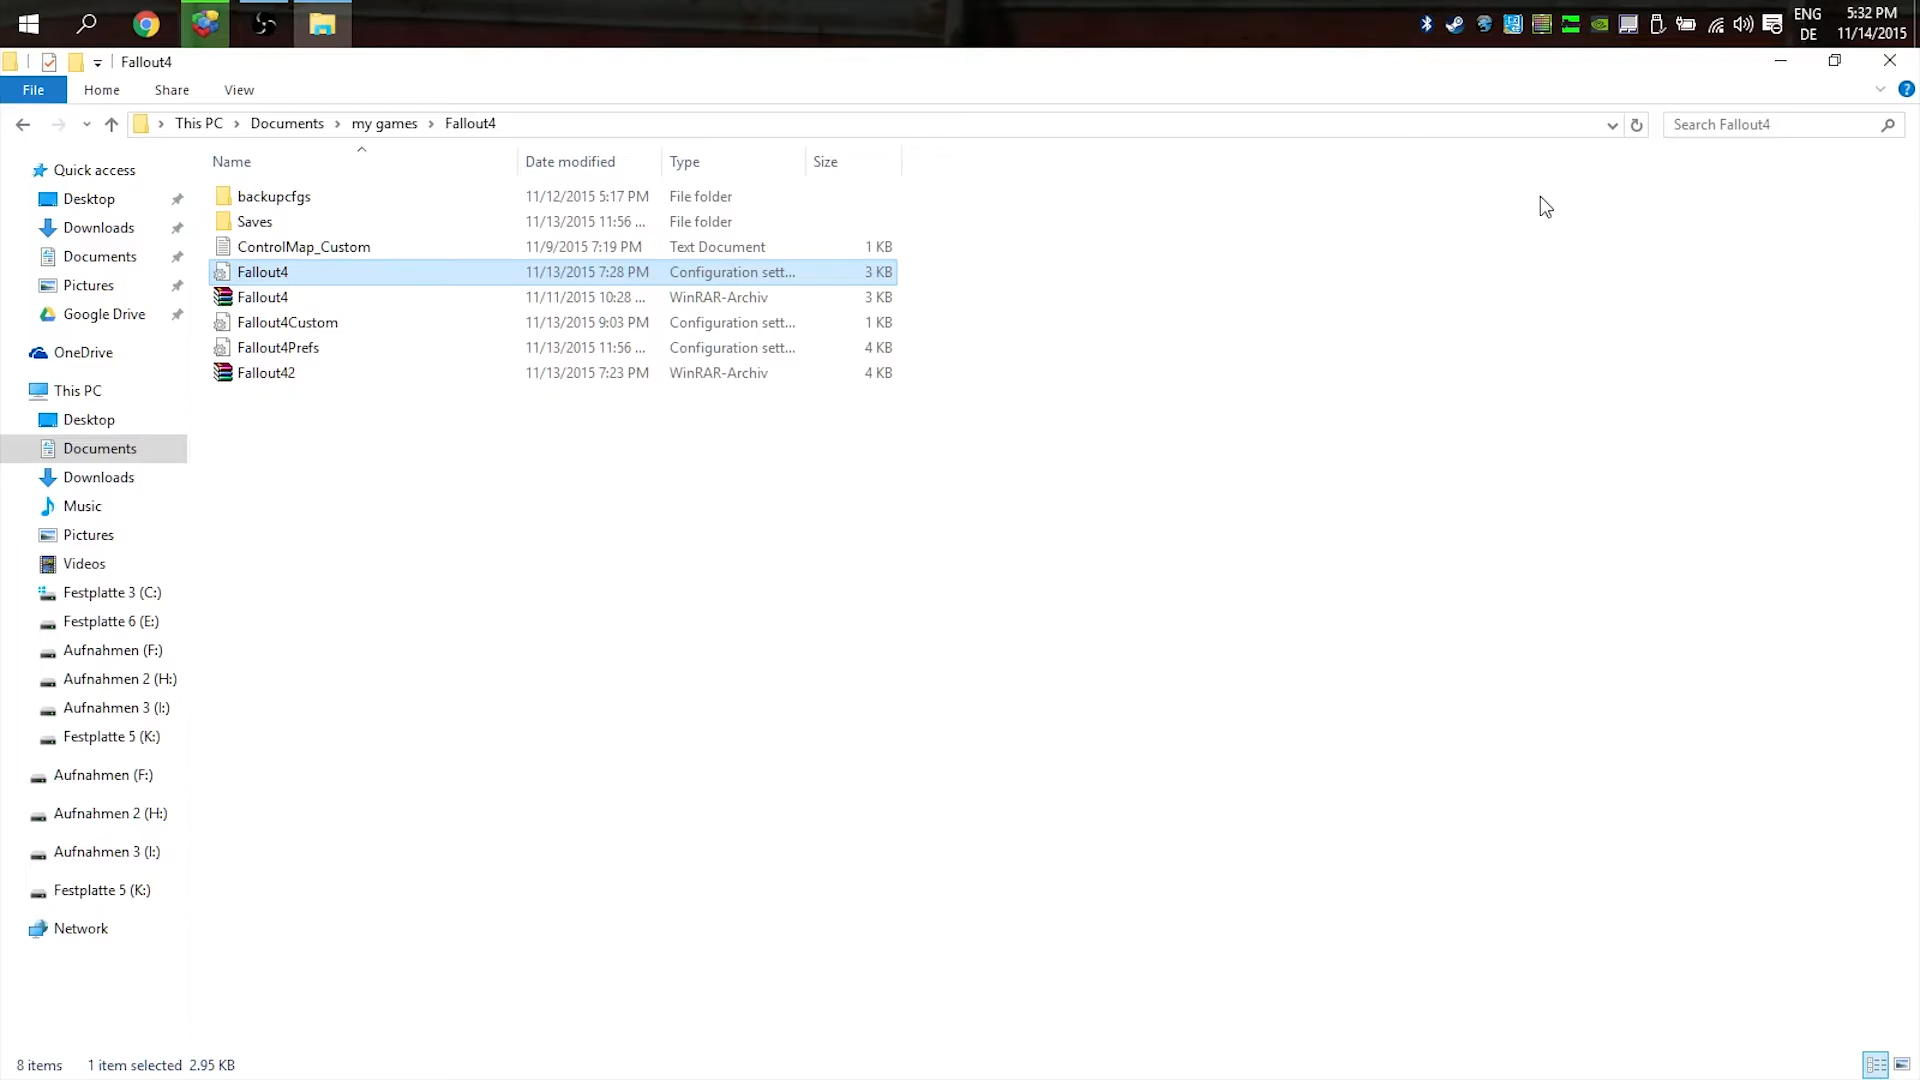 ENG 5:32 PM
DE 11/14/2015
Fallout4
File Home Share View
This PC Documents my games Fallout4 Search Fallout4
Name Date modified Type Size
Quick access
Desktop
Downloads
Documents
Pictures
Google Drive
OneDrive
This PC
Desktop
Documents
Downloads
Music
Pictures
Videos
Festplatte 3 (C:)
Festplatte 6 (E:)
Aufnahmen (F:)
Aufnahmen 2 (H:)
Aufnahmen 3 (I:)
Festplatte 5 (K:)
Aufnahmen (F:)
Aufnahmen 2 (H:)
Aufnahmen 3 (I:)
Festplatte 5 (K:)
Network
backupcfgs 11/12/2015 5:17 PM File folder
Saves 11/13/2015 11:56 ... File folder
ControlMap_Custom 11/9/2015 7:19 PM Text Document 1 KB
Fallout4 11/13/2015 7:28 PM Configuration sett... 3 KB
Fallout4 11/11/2015 10:28 ... WinRAR-Archiv 3 KB
Fallout4Custom 11/13/2015 9:03 PM Configuration sett... 1 KB
Fallout4Prefs 11/13/2015 11:56 ... Configuration sett... 4 KB
Fallout42 11/13/2015 7:23 PM WinRAR-Archiv 4 KB
8 items 1 item selected 2.95 KB